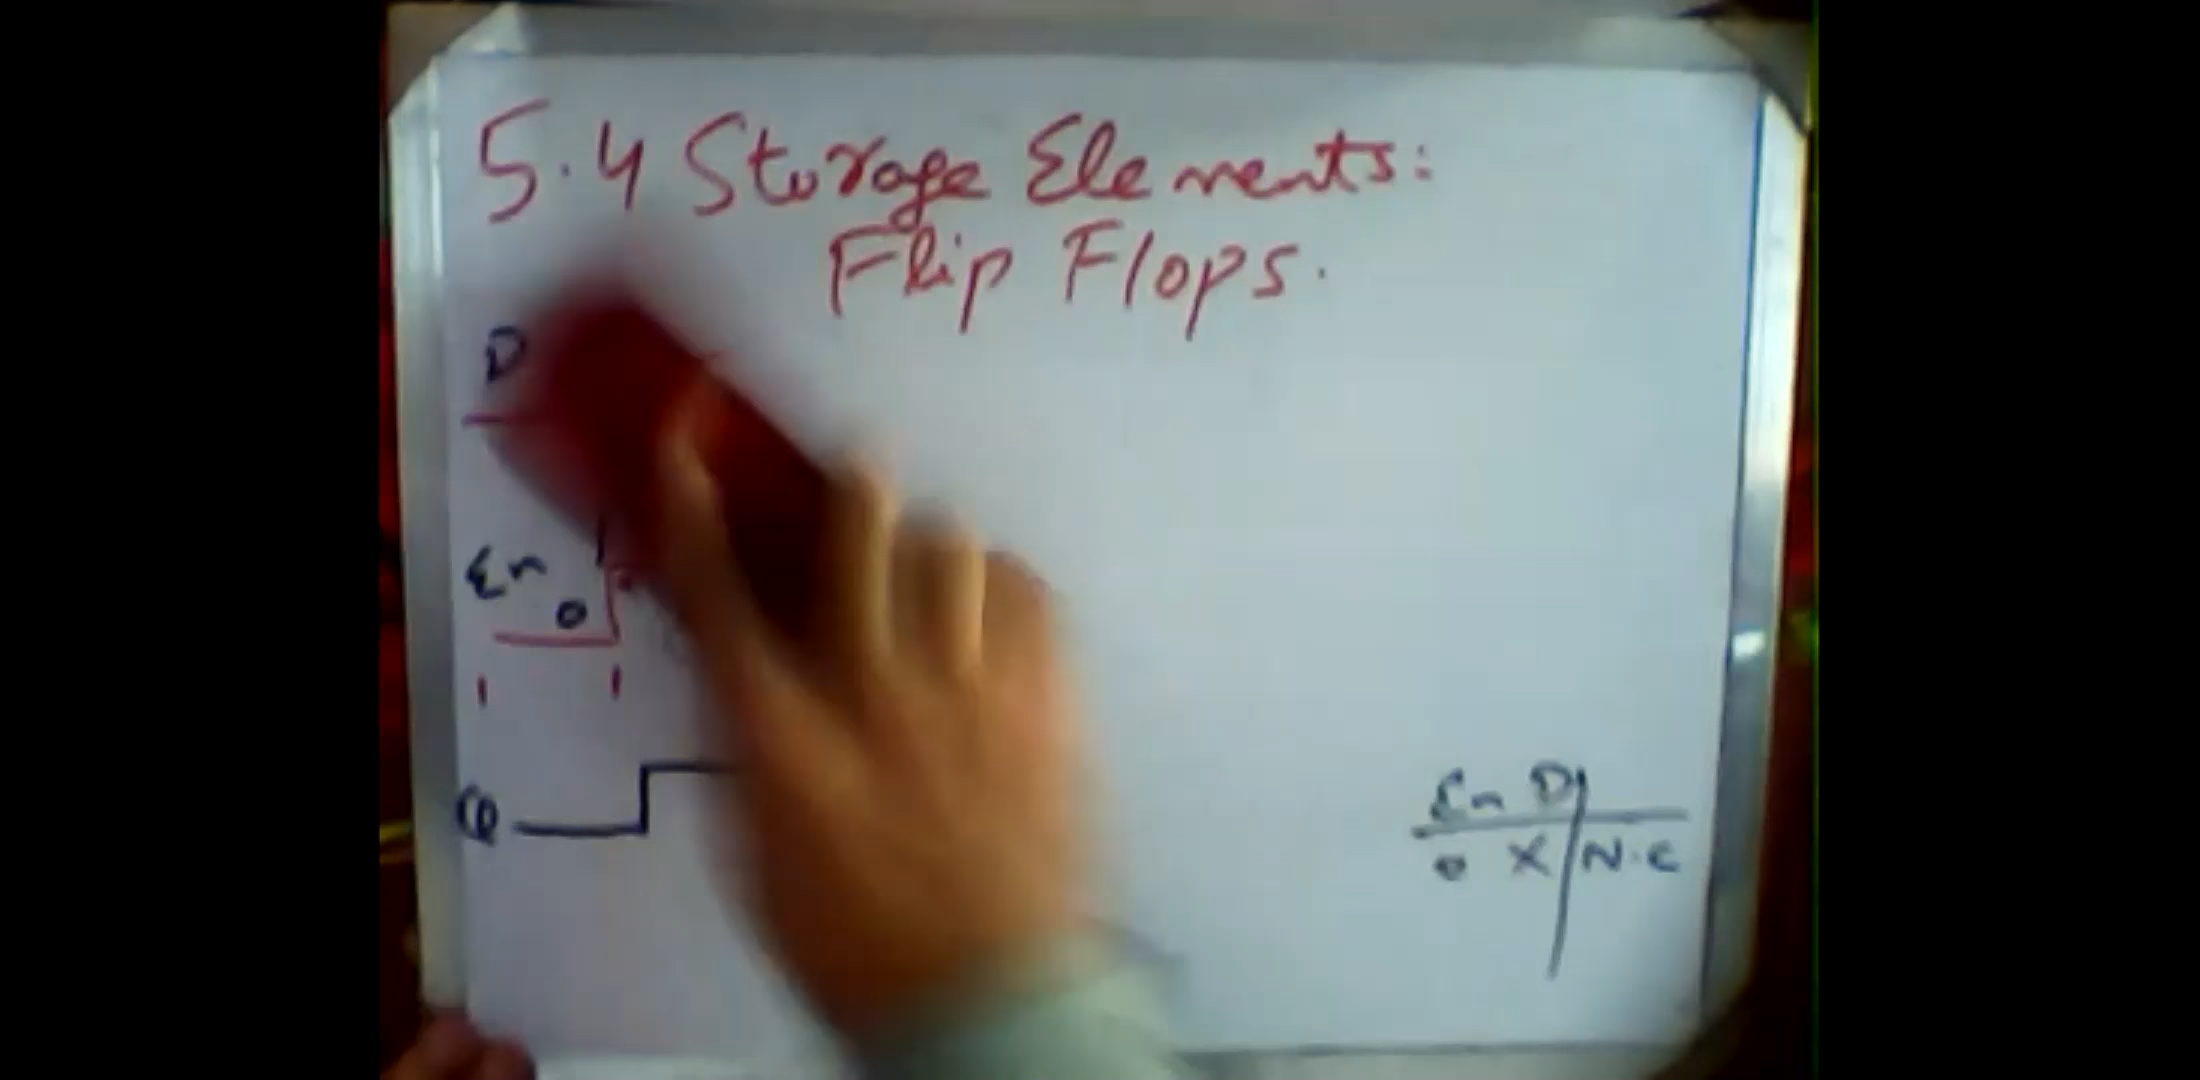 5.4 Storage Elements:
Flip Flops.
D
En
0
Q
En D
0 X N.C